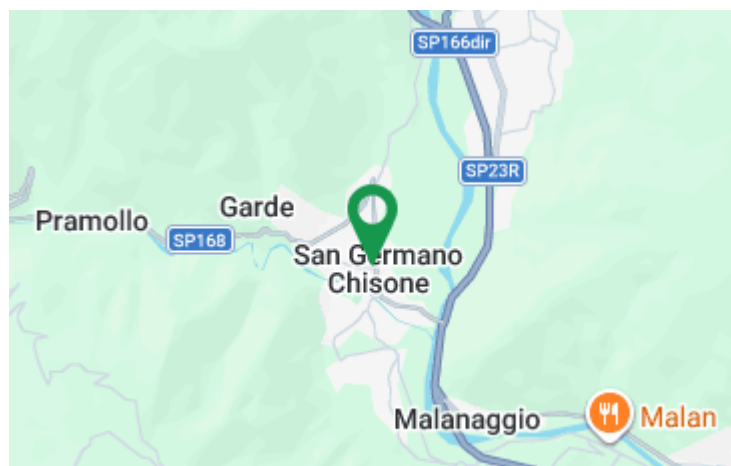 SP166dir
SP23R
Garde
Pramollo
SP168
San Germano
Chisone
Malanaggio
Malan